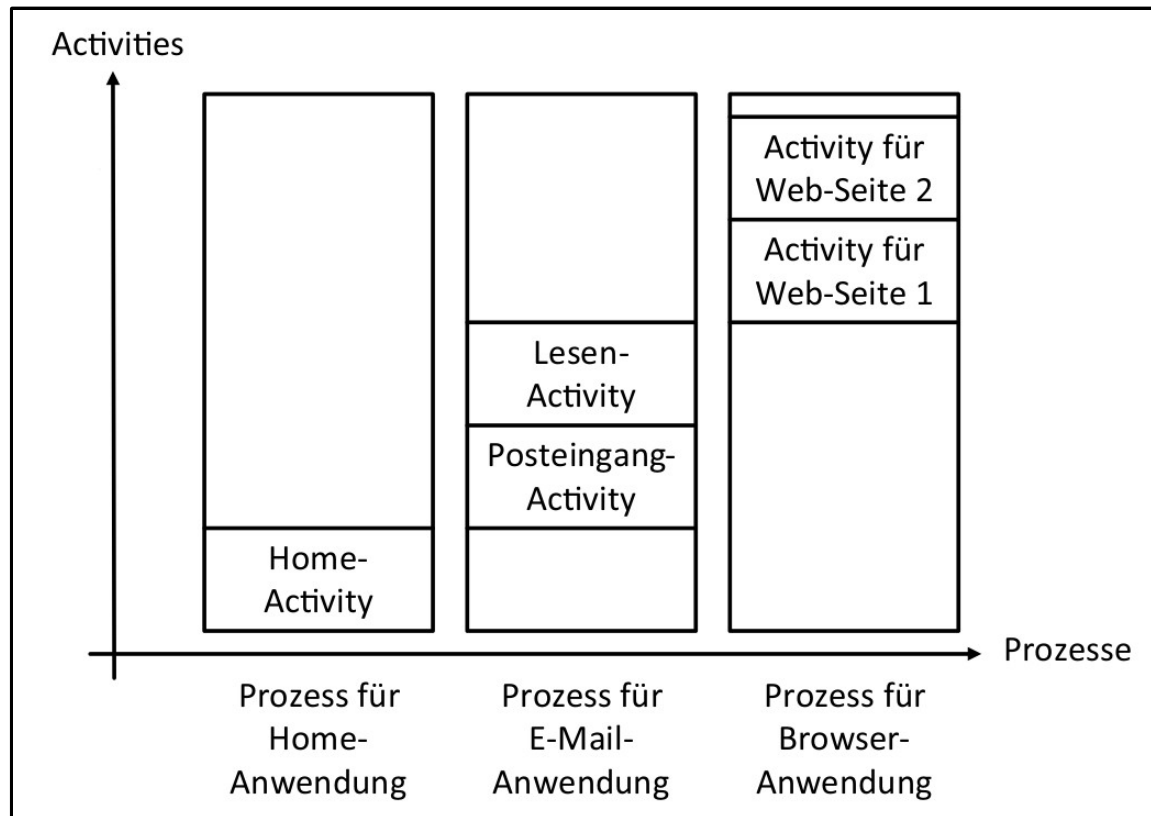 Activities
Activity für
Web-Seite 2
Activity für
Web-Seite 1
Lesen-
Activity
Posteingang-
Activity
Home-
Activity
Prozesse
Prozess für
Home-
Anwendung
Prozess für
E-Mail-
Anwendung
Prozess für
Browser-
Anwendung